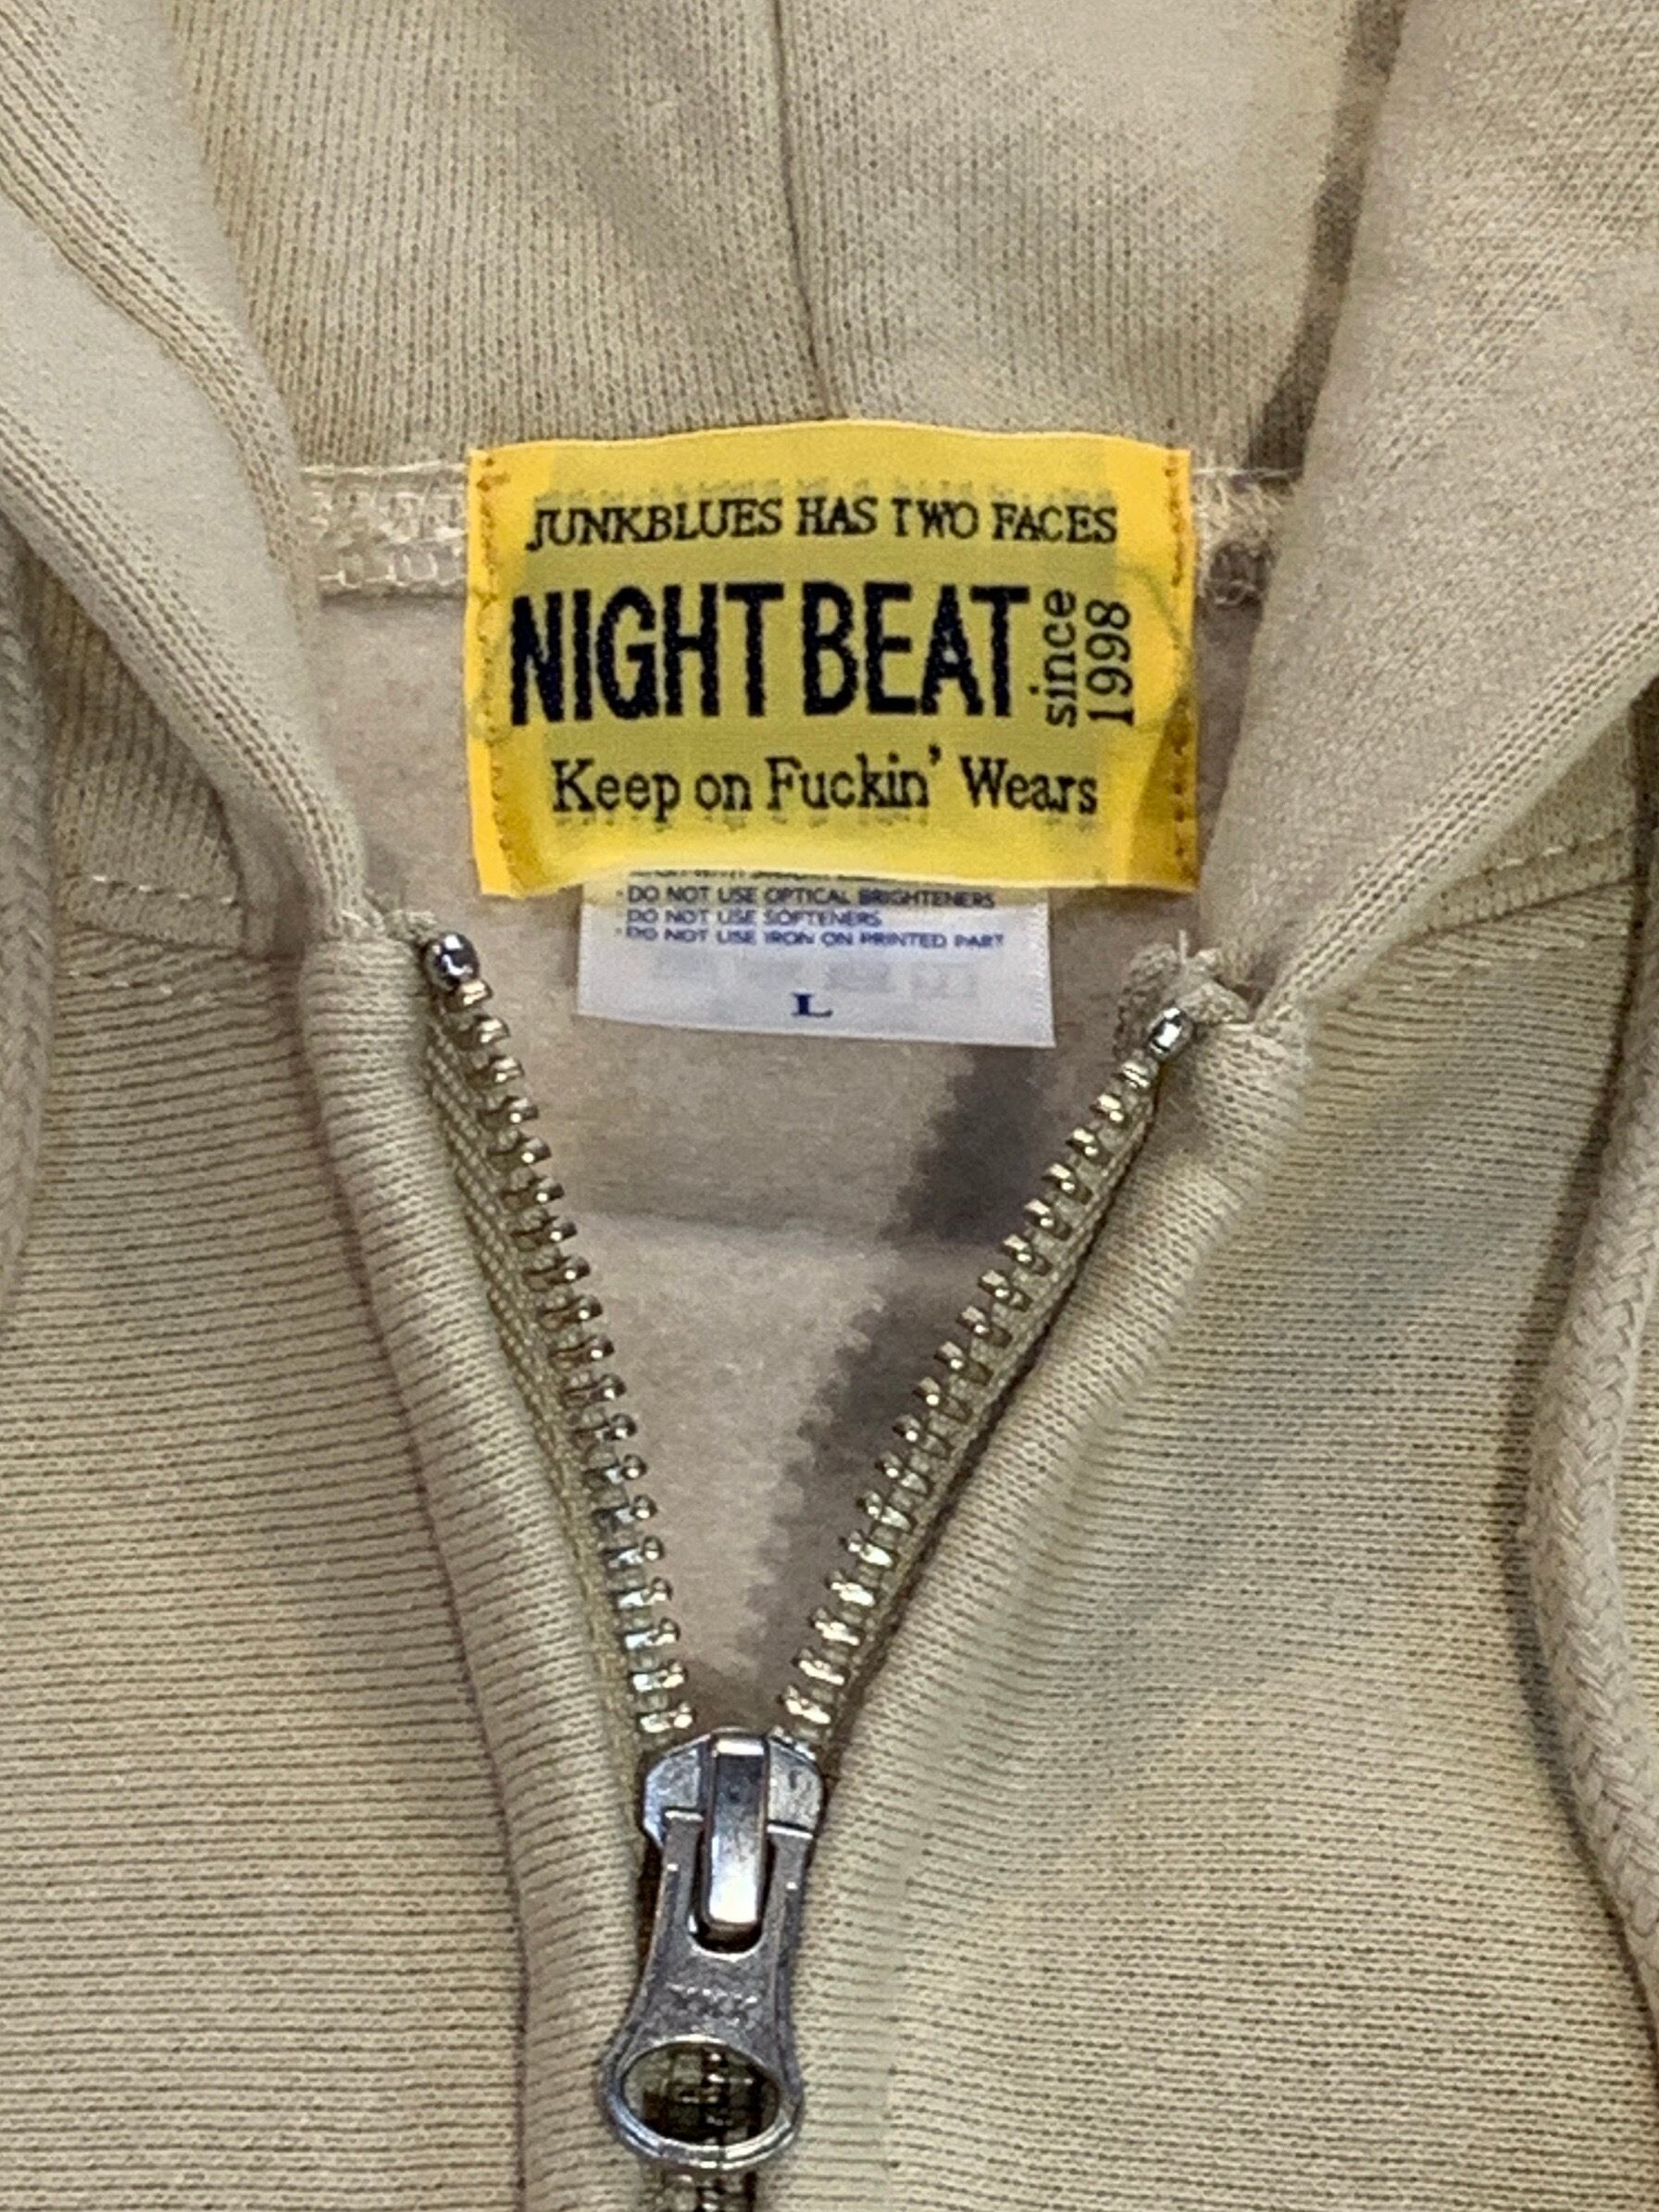 JUNKBLUES HAS TWO FACES
NIGHT BEAT since 1998
Keep on Fuckin' Wears
· DO NOT USE OPTICAL BRIGHTENERS
· DO NOT USE SOFTENERS
· DO NOT USE IRON ON PRINTED PART
L